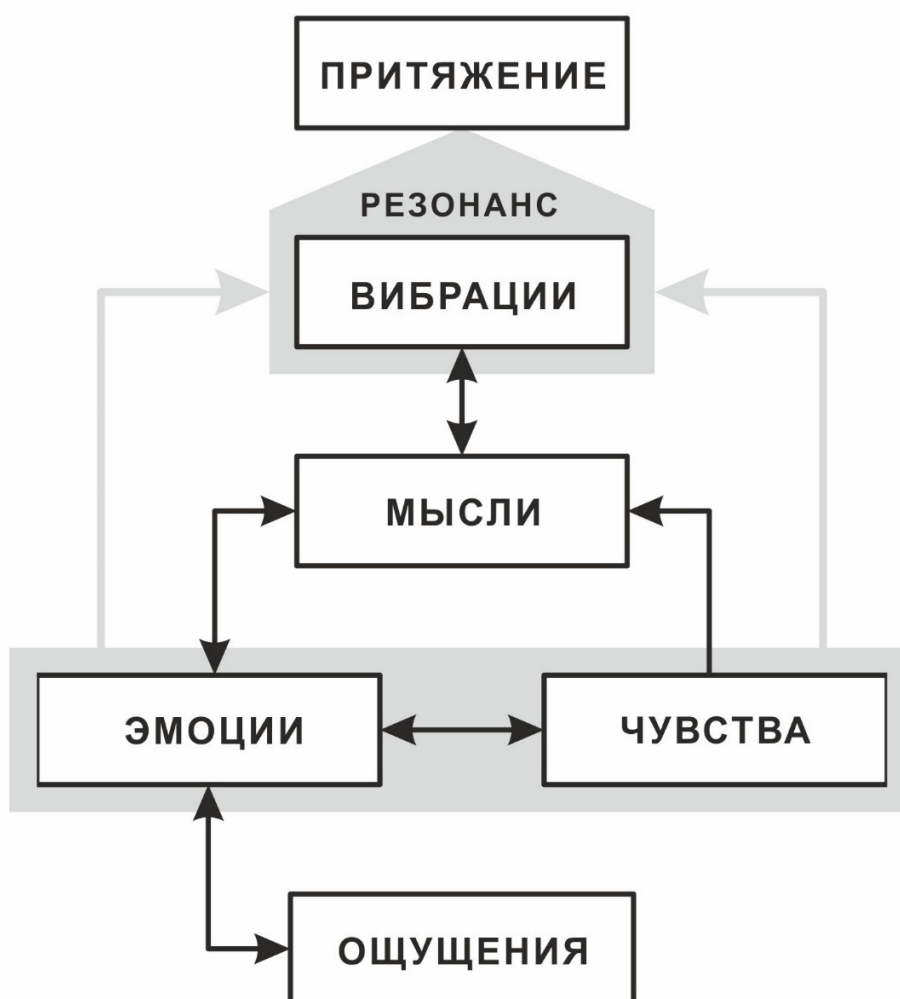 ПРИТЯЖЕНИЕ
РЕЗОНАНС
ВИБРАЦИИ
МЫСЛИ
ЭМОЦИИ
ЧУВСТВА
ОЩУЩЕНИЯ